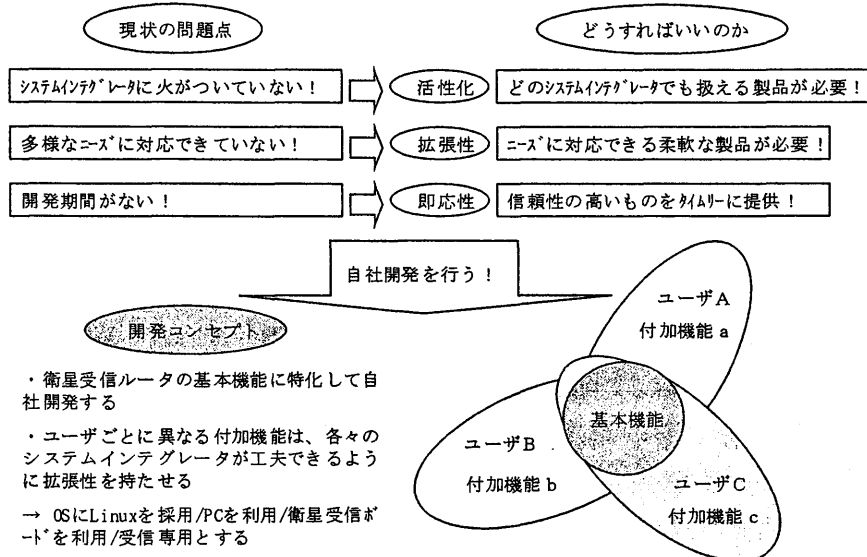 現状の問題点
どうすればいいのか
ｼｽﾃﾑｲﾝﾃｸﾞﾚｰﾀに火がついていない！
活性化
どのｼｽﾃﾑｲﾝﾃｸﾞﾚｰﾀでも扱える製品が必要！
多様なﾆｰｽﾞに対応できていない！
拡張性
ﾆｰｽﾞに対応できる柔軟な製品が必要！
開発期間がない！
即応性
信頼性の高いものをﾀｲﾑﾘｰに提供！
自社開発を行う！
開発コンセプト
・衛星受信ルータの基本機能に特化して自
社開発する
・ユーザごとに異なる付加機能は、各々の
システムインテグレータが工夫できるよう
に拡張性を持たせる
→ OSにLinuxを採用/PCを利用/衛星受信ﾎﾞ
ｰﾄﾞを利用/受信専用とする
ユーザA
付加機能 a
基本機能
ユーザB
付加機能 b
ユーザC
付加機能 c